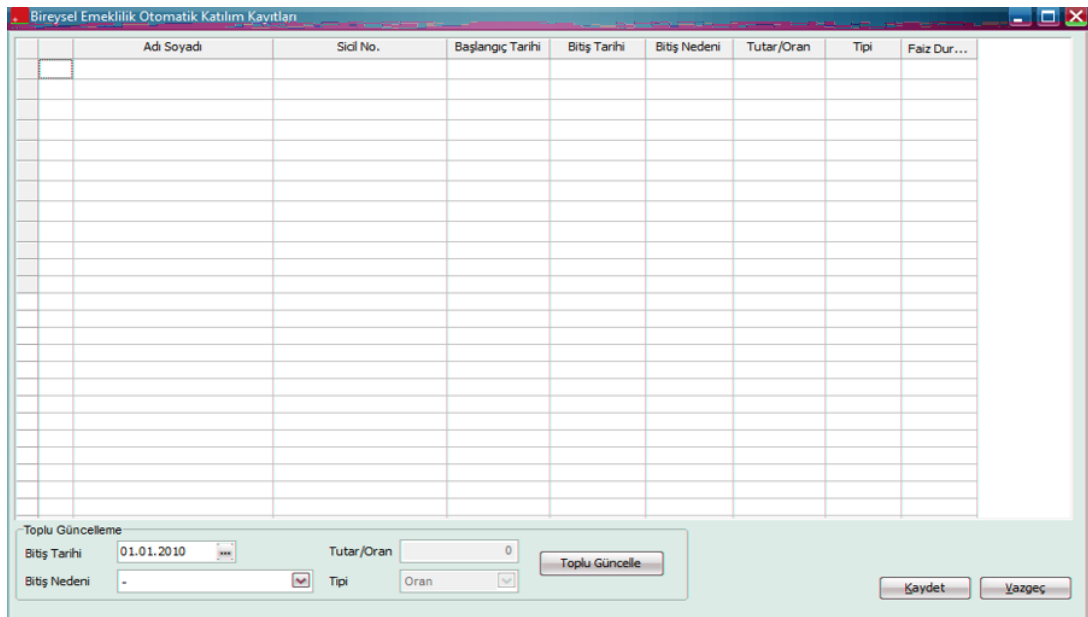 Bireysel Emeklilik Otomatik Katılım Kayıtları
Adı Soyadı Sicil No. Başlangıç Tarihi Bitiş Tarihi Bitiş Nedeni Tutar/Oran Tipi Faiz Dur...
Toplu Güncelleme
Bitiş Tarihi 01.01.2010 ... Tutar/Oran 0 Toplu Güncelle
Bitiş Nedeni - Tipi Oran
Kaydet Vazgeç